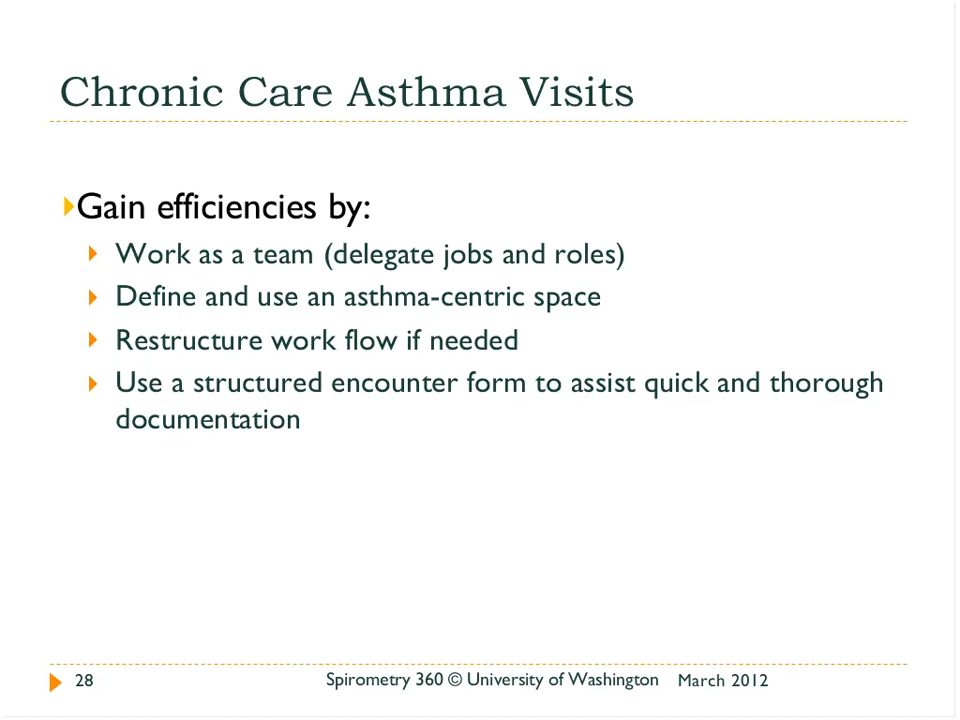 Chronic Care Asthma Visits
Gain efficiencies by:
Work as a team (delegate jobs and roles)
Define and use an asthma-centric space
Restructure work flow if needed
Use a structured encounter form to assist quick and thorough
documentation
28 Spirometry 360 © University of Washington March 2012